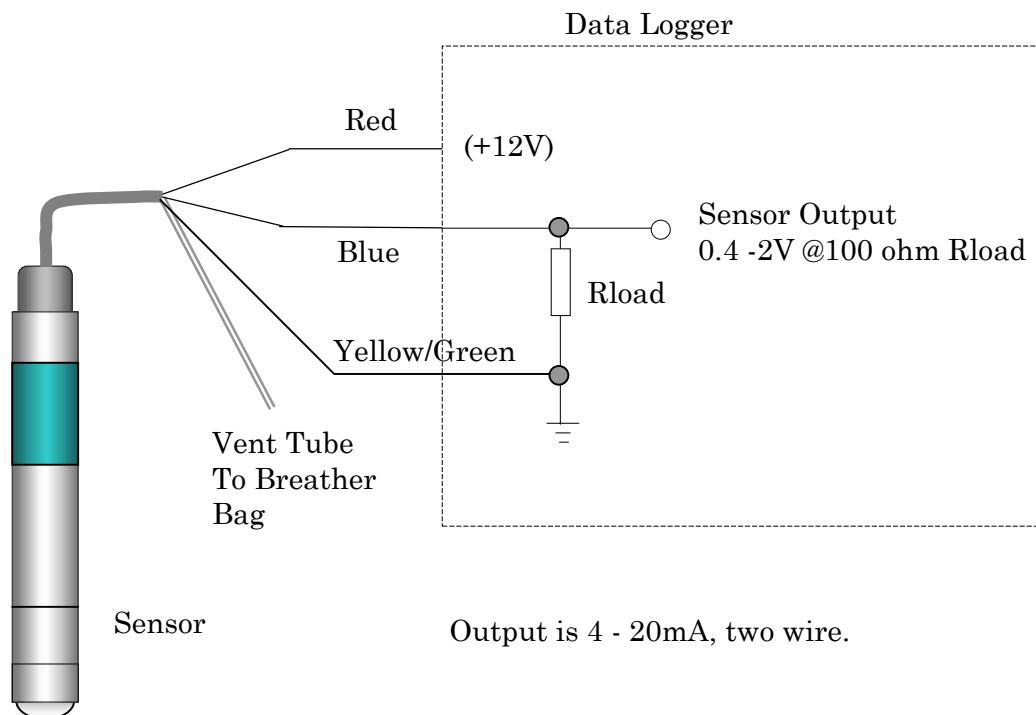 Data Logger
Red
(+12V)
Sensor Output
0.4 -2V @100 ohm Rload
Blue
Rload
Yellow/Green
Vent Tube
To Breather
Bag
Sensor
Output is 4 - 20mA, two wire.